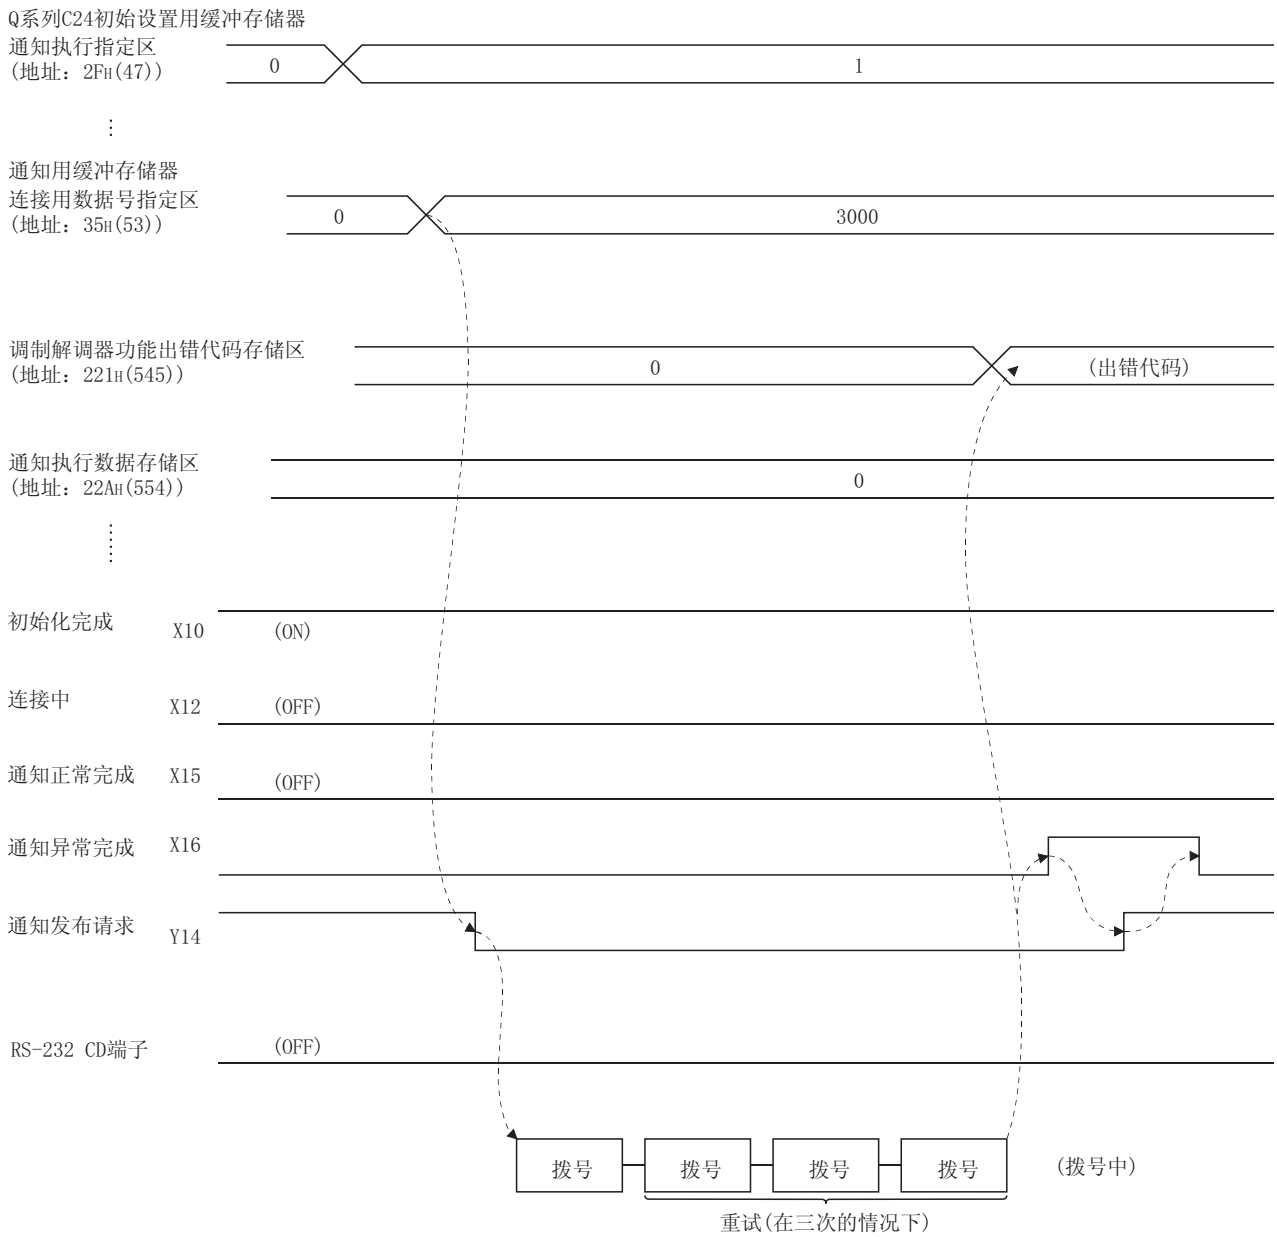 Q系列C24初始设置用缓冲存储器
通知执行指定区
(地址：2FH(47))
0
1
通知用缓冲存储器
连接用数据号指定区
(地址：35H(53))
0
3000
调制解调器功能出错代码存储区
(地址：221H(545))
0
(出错代码)
通知执行数据存储区
(地址：22AH(554))
0
初始化完成 X10 (ON)
连接中 X12 (OFF)
通知正常完成 X15 (OFF)
通知异常完成 X16
通知发布请求 Y14
RS-232 CD端子 (OFF)
拨号 拨号 拨号 拨号 (拨号中)
重试(在三次的情况下)